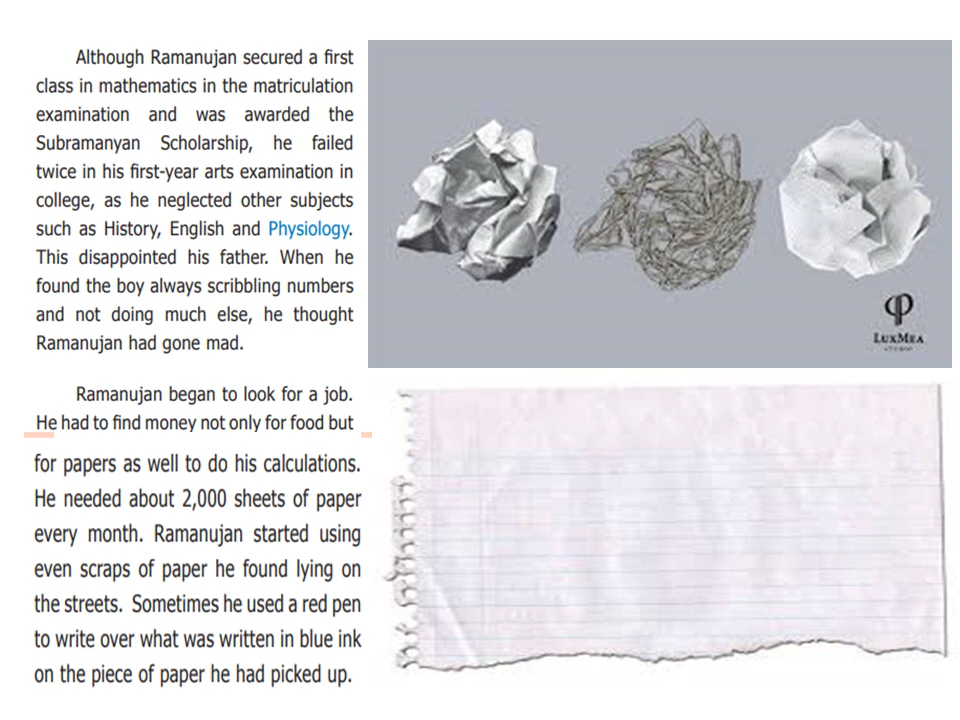 Although Ramanujan secured a first
class in mathematics in the matriculation
examination and was awarded the
Subramanyan Scholarship, he failed
twice in his first-year arts examination in
college, as he neglected other subjects
such as History, English and Physiology.
This disappointed his father. When he
found the boy always scribbling numbers
and not doing much else, he thought
Ramanujan had gone mad.
Ramanujan began to look for a job.
He had to find money not only for food but
for papers as well to do his calculations.
He needed about 2,000 sheets of paper
every month. Ramanujan started using
even scraps of paper he found lying on
the streets. Sometimes he used a red pen
to write over what was written in blue ink
on the piece of paper he had picked up.
LUXMEA